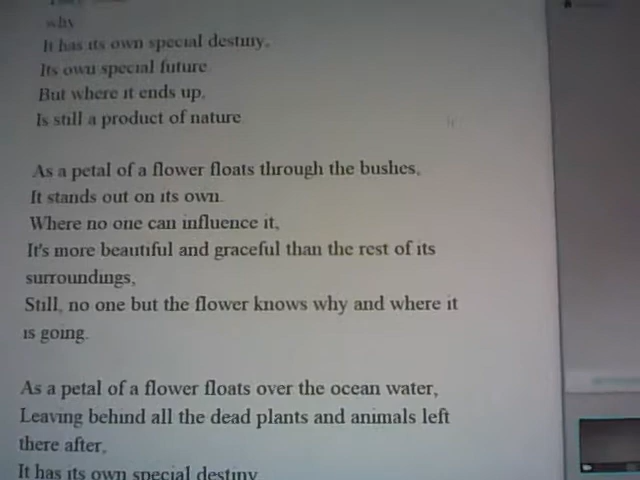 why
It has its own special destiny,
Its own special future
But where it ends up,
Is still a product of nature
As a petal of a flower floats through the bushes,
It stands out on its own.
Where no one can influence it,
It's more beautiful and graceful than the rest of its
surroundings,
Still, no one but the flower knows why and where it
is going.
As a petal of a flower floats over the ocean water,
Leaving behind all the dead plants and animals left
there after,
It has its own special destiny